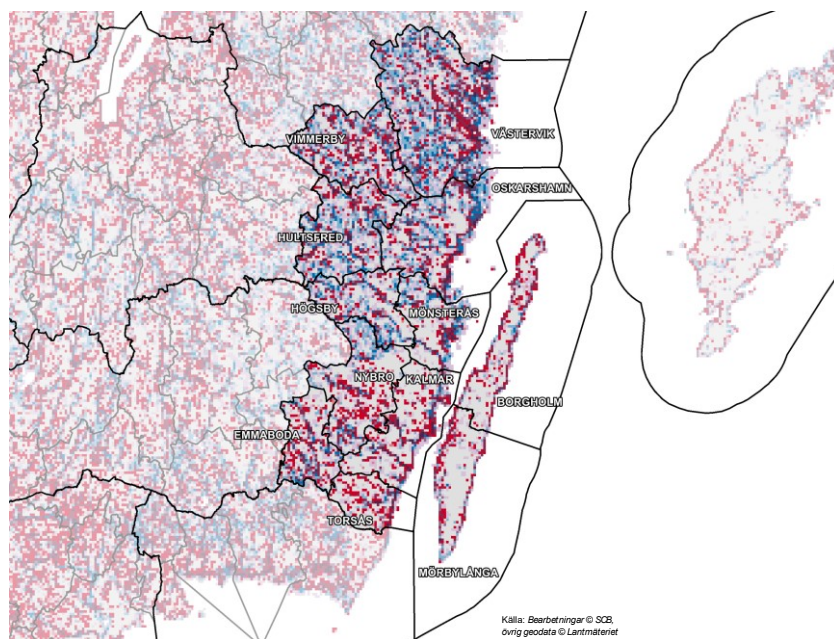 VIMMERBY
VÄSTERVIK
OSKARSHAMN
HULTSFRED
HÖGSBY
MÖNSTERÅS
NYBRO
KALMAR
BORGHOLM
EMMABODA
TORSÅS
MÖRBYLÅNGA
Källa: Bearbetningar © SCB,
övrig geodata © Lantmäteriet